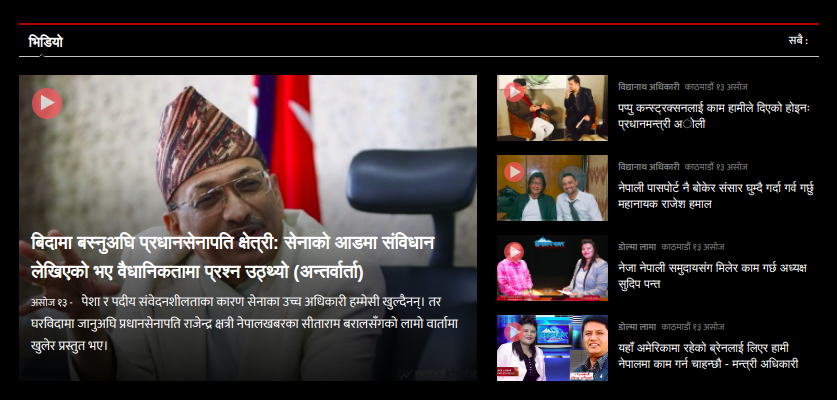 भिडियो
सबै :
बिदामा बस्नुअघि प्रधानसेनापति क्षेत्री: सेनाको आडमा संविधान
लेखिएको भए वैधानिकतामा प्रश्न उठ्थ्यो (अन्तर्वार्ता)
असोज १३ - पेशा र पदीय संवेदनशीलताका कारण सेनाका उच्च अधिकारी हम्मेसी खुल्दैनन्। तर
घरविदामा जानुअघि प्रधानसेनापति राजेन्द्र क्षत्री नेपालखबरका सीताराम बरालसँगको लामो वार्तामा
खुलेर प्रस्तुत भए।
विद्यानाथ अधिकारी काठमाडौं १३ असोज
पप्पु कन्स्ट्रक्सनलाई काम हामीले दिएको होइनः
प्रधानमन्त्री अाेली
विद्यानाथ अधिकारी काठमाडौं १३ असोज
नेपाली पासपोर्ट नै बोकेर संसार घुम्दै गर्दा गर्व गर्छु
महानायक राजेश हमाल
डोल्मा लामा काठमाडौं १३ असोज
नेजा नेपाली समुदायसंग मिलेर काम गर्छ अध्यक्ष
सुदिप पन्त
डोल्मा लामा काठमाडौं १३ असोज
यहाँ अमेरिकामा रहेको ब्रेनलाई लिएर हामी
नेपालमा काम गर्न चाहन्छौ - मन्त्री अधिकारी